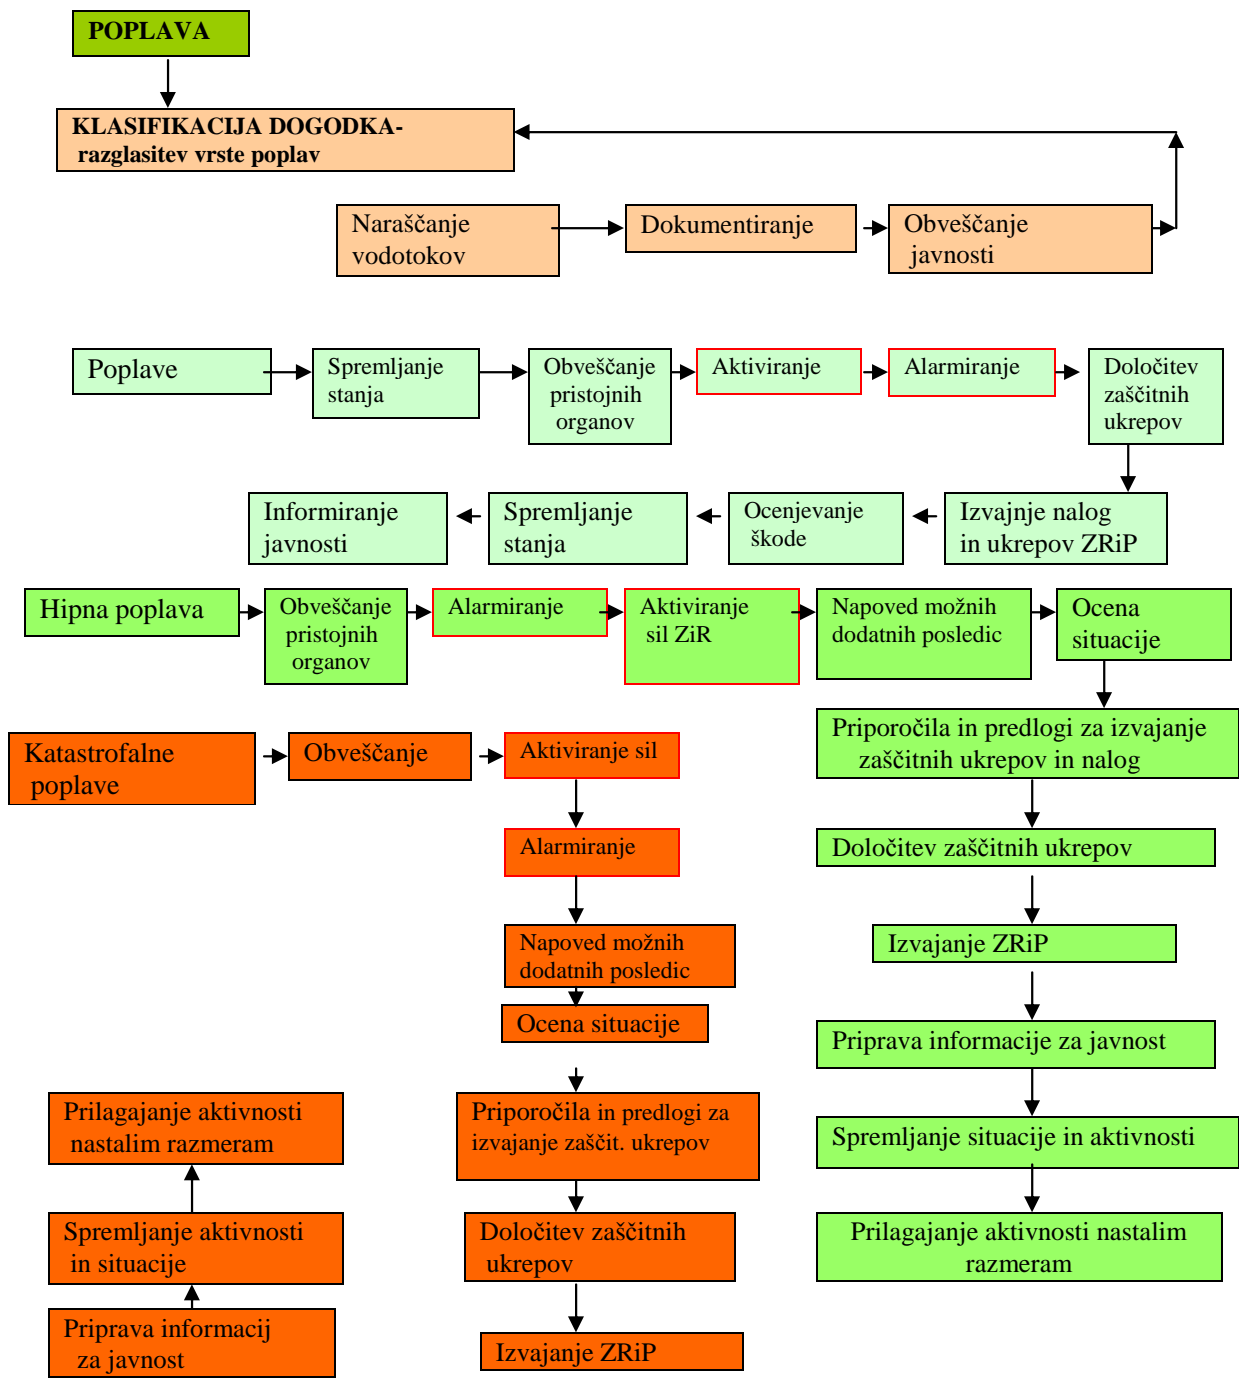 POPLAVA
KLASIFIKACIJA DOGODKA-
razglasitev vrste poplav
Naraščanje
vodotokov
Dokumentiranje
Obveščanje
javnosti
Poplave
Spremljanje
stanja
Obveščanje
pristojnih
organov
Aktiviranje
Alarmiranje
Določitev
zaščitnih
ukrepov
Izvajnje nalog
in ukrepov ZRiP
Ocenjevanje
škode
Spremljanje
stanja
Informiranje
javnosti
Hipna poplava
Obveščanje
pristojnih
organov
Alarmiranje
Aktiviranje
sil ZiR
Napoved možnih
dodatnih posledic
Ocena
situacije
Priporočila in predlogi za izvajanje
zaščitnih ukrepov in nalog
Določitev zaščitnih ukrepov
Izvajanje ZRiP
Priprava informacije za javnost
Spremljanje situacije in aktivnosti
Prilagajanje aktivnosti nastalim
razmeram
Katastrofalne
poplave
Obveščanje
Aktiviranje sil
Alarmiranje
Napoved možnih
dodatnih posledic
Ocena situacije
Priporočila in predlogi za
izvajanje zaščit. ukrepov
Določitev zaščitnih
ukrepov
Izvajanje ZRiP
Priprava informacij
za javnost
Spremljanje aktivnosti
in situacije
Prilagajanje aktivnosti
nastalim razmeram